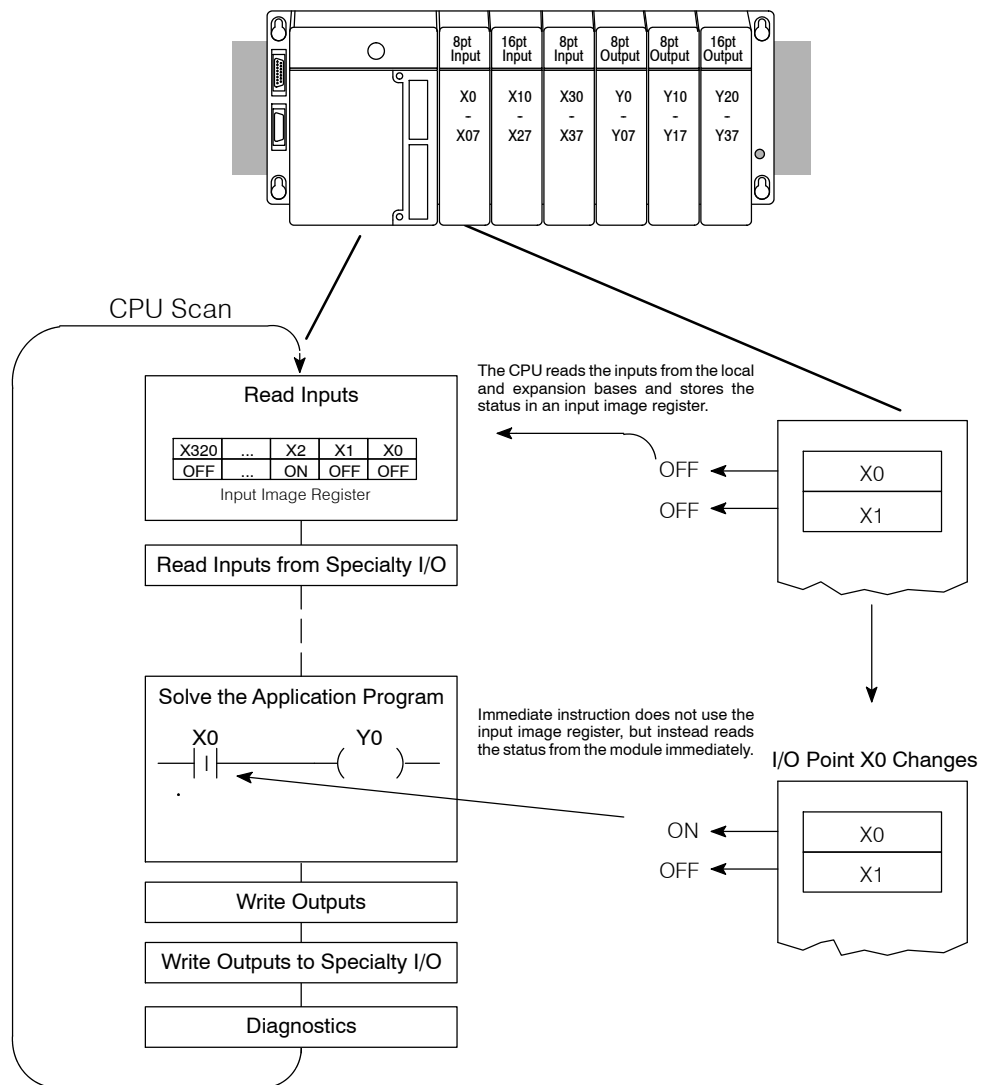 8pt
Input
16pt
Input
8pt
Input
8pt
Output
8pt
Output
16pt
Output
X0
-
X07
X10
-
X27
X30
-
X37
Y0
-
Y07
Y10
-
Y17
Y20
-
Y37
CPU Scan
Read Inputs
X320 ... X2 X1 X0
OFF ... ON OFF OFF
Input Image Register
The CPU reads the inputs from the local
and expansion bases and stores the
status in an input image register.
OFF
OFF
X0
X1
Read Inputs from Specialty I/O
Solve the Application Program
X0 Y0
Immediate instruction does not use the
input image register, but instead reads
the status from the module immediately.
I/O Point X0 Changes
ON
OFF
X0
X1
Write Outputs
Write Outputs to Specialty I/O
Diagnostics